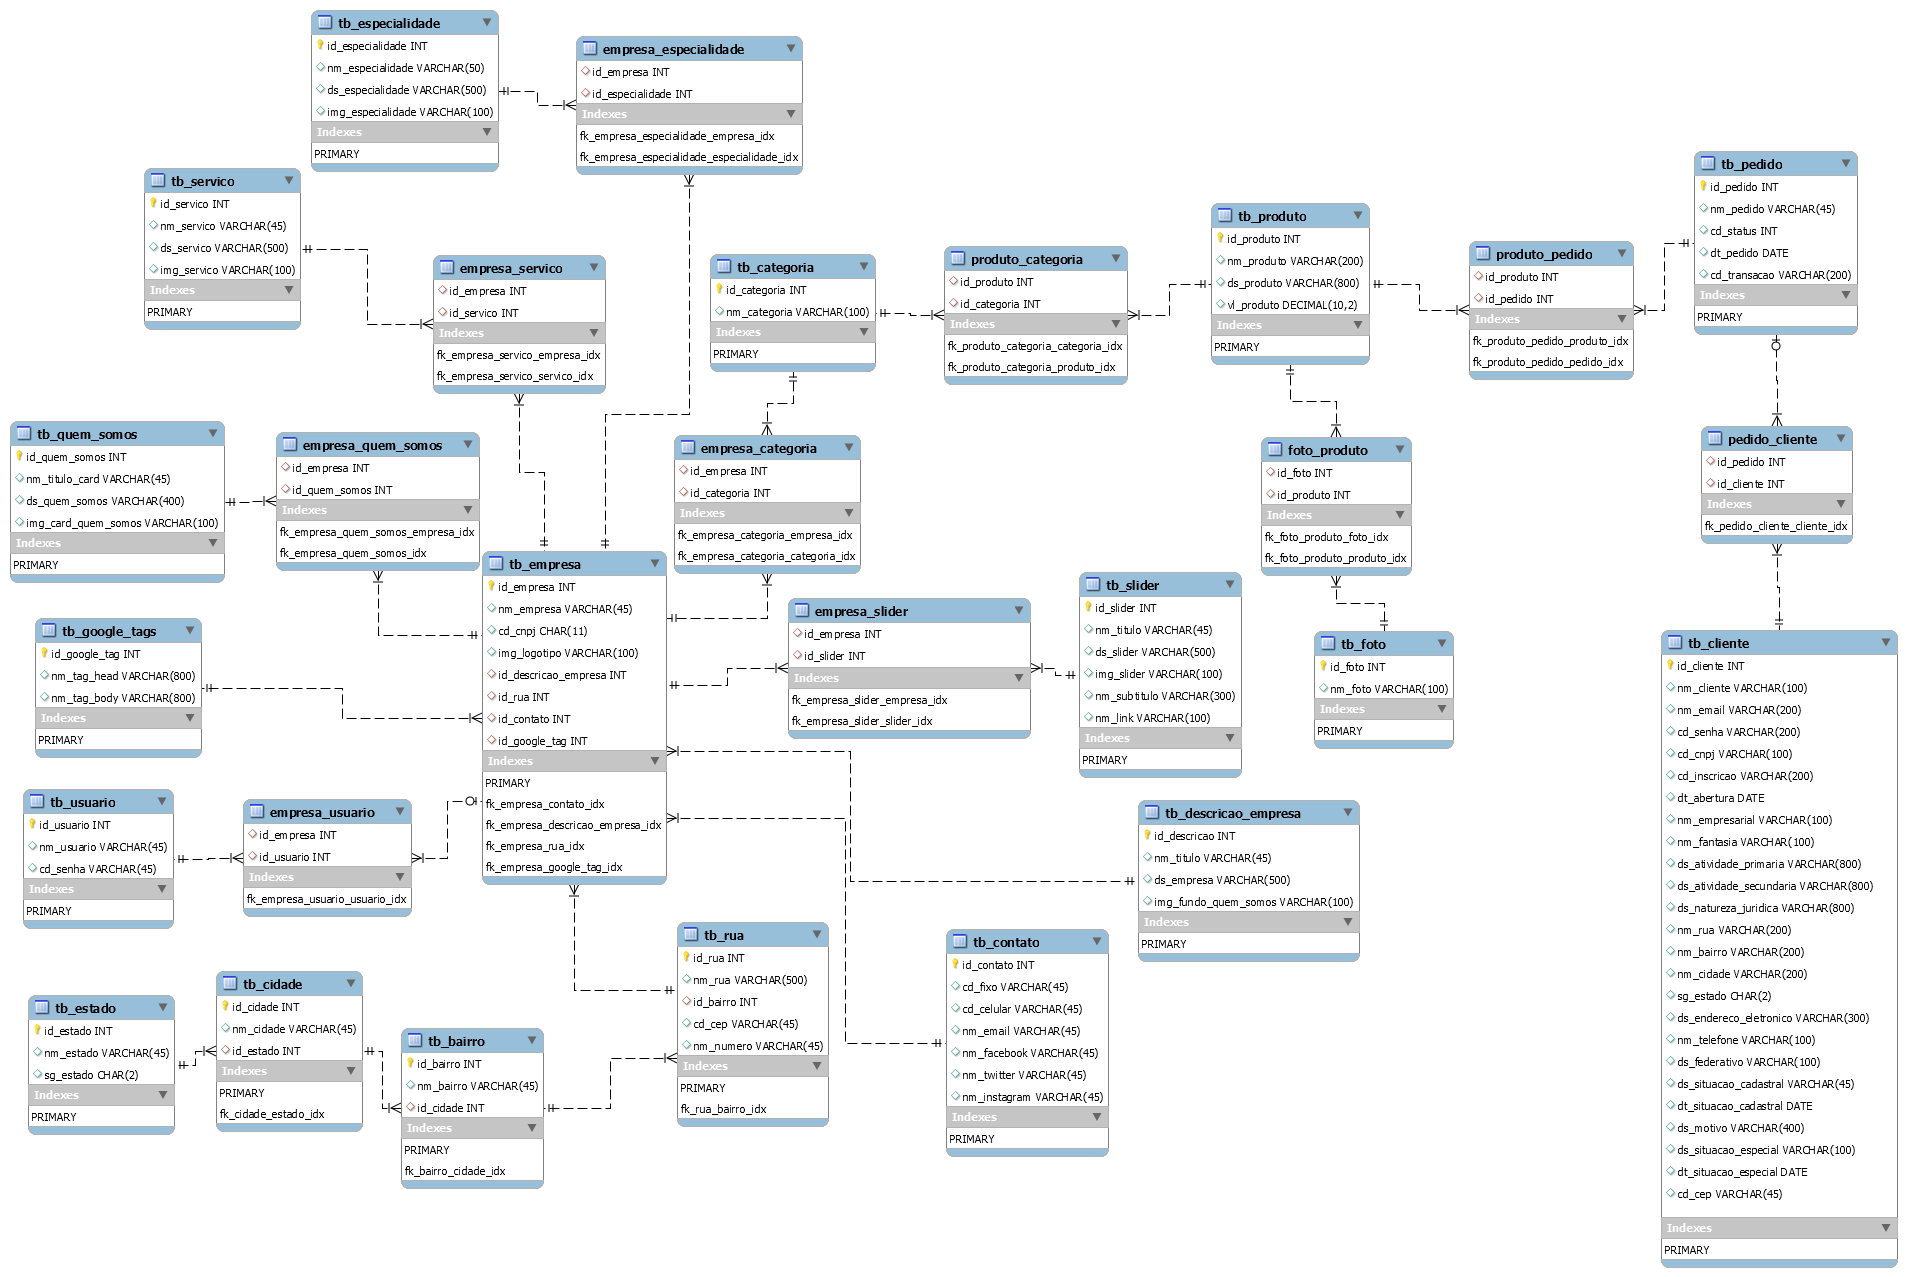 tb_especialidade
id_especialidade INT
nm_especialidade VARCHAR(50)
ds_especialidade VARCHAR(500)
img_especialidade VARCHAR(100)
Indexes
PRIMARY
empresa_especialidade
id_empresa INT
id_especialidade INT
Indexes
fk_empresa_especialidade_empresa_idx
fk_empresa_especialidade_especialidade_idx
tb_servico
id_servico INT
nm_servico VARCHAR(45)
ds_servico VARCHAR(500)
img_servico VARCHAR(100)
Indexes
PRIMARY
empresa_servico
id_empresa INT
id_servico INT
Indexes
fk_empresa_servico_empresa_idx
fk_empresa_servico_servico_idx
tb_categoria
id_categoria INT
nm_categoria VARCHAR(100)
Indexes
PRIMARY
produto_categoria
id_produto INT
id_categoria INT
Indexes
fk_produto_categoria_categoria_idx
fk_produto_categoria_produto_idx
tb_produto
id_produto INT
nm_produto VARCHAR(200)
ds_produto VARCHAR(800)
vl_produto DECIMAL(10,2)
Indexes
PRIMARY
produto_pedido
id_produto INT
id_pedido INT
Indexes
fk_produto_pedido_produto_idx
fk_produto_pedido_pedido_idx
tb_pedido
id_pedido INT
nm_pedido VARCHAR(45)
cd_status INT
dt_pedido DATE
cd_transacao VARCHAR(200)
Indexes
PRIMARY
tb_quem_somos
id_quem_somos INT
nm_titulo_card VARCHAR(45)
ds_quem_somos VARCHAR(400)
img_card_quem_somos VARCHAR(100)
Indexes
PRIMARY
empresa_quem_somos
id_empresa INT
id_quem_somos INT
Indexes
fk_empresa_quem_somos_empresa_idx
fk_empresa_quem_somos_idx
empresa_categoria
id_empresa INT
id_categoria INT
Indexes
fk_empresa_categoria_empresa_idx
fk_empresa_categoria_categoria_idx
foto_produto
id_foto INT
id_produto INT
Indexes
fk_foto_produto_foto_idx
fk_foto_produto_produto_idx
pedido_cliente
id_pedido INT
id_cliente INT
Indexes
fk_pedido_cliente_cliente_idx
tb_google_tags
id_google_tag INT
nm_tag_head VARCHAR(800)
nm_tag_body VARCHAR(800)
Indexes
PRIMARY
tb_empresa
id_empresa INT
nm_empresa VARCHAR(45)
cd_cnpj CHAR(11)
img_logotipo VARCHAR(100)
id_descricao_empresa INT
id_rua INT
id_contato INT
id_google_tag INT
Indexes
PRIMARY
fk_empresa_contato_idx
fk_empresa_descricao_empresa_idx
fk_empresa_rua_idx
fk_empresa_google_tag_idx
empresa_slider
id_empresa INT
id_slider INT
Indexes
fk_empresa_slider_empresa_idx
fk_empresa_slider_slider_idx
tb_slider
id_slider INT
nm_titulo VARCHAR(45)
ds_slider VARCHAR(500)
img_slider VARCHAR(100)
nm_subtitulo VARCHAR(300)
nm_link VARCHAR(100)
Indexes
PRIMARY
tb_foto
id_foto INT
nm_foto VARCHAR(100)
Indexes
PRIMARY
tb_cliente
id_cliente INT
nm_cliente VARCHAR(100)
nm_email VARCHAR(200)
cd_senha VARCHAR(200)
cd_cnpj VARCHAR(100)
cd_inscricao VARCHAR(200)
dt_abertura DATE
nm_empresarial VARCHAR(100)
nm_fantasia VARCHAR(100)
ds_atividade_primaria VARCHAR(800)
ds_atividade_secundaria VARCHAR(800)
ds_natureza_juridica VARCHAR(800)
nm_rua VARCHAR(200)
nm_bairro VARCHAR(200)
nm_cidade VARCHAR(200)
sg_estado CHAR(2)
ds_endereco_eletronico VARCHAR(300)
nm_telefone VARCHAR(100)
ds_federativo VARCHAR(100)
ds_situacao_cadastral VARCHAR(45)
dt_situacao_cadastral DATE
ds_motivo VARCHAR(400)
ds_situacao_especial VARCHAR(100)
dt_situacao_especial DATE
cd_cep VARCHAR(45)
Indexes
PRIMARY
tb_usuario
id_usuario INT
nm_usuario VARCHAR(45)
cd_senha VARCHAR(45)
Indexes
PRIMARY
empresa_usuario
id_empresa INT
id_usuario INT
Indexes
fk_empresa_usuario_usuario_idx
tb_descricao_empresa
id_descricao INT
nm_titulo VARCHAR(45)
ds_empresa VARCHAR(500)
img_fundo_quem_somos VARCHAR(100)
Indexes
PRIMARY
tb_estado
id_estado INT
nm_estado VARCHAR(45)
sg_estado CHAR(2)
Indexes
PRIMARY
tb_cidade
id_cidade INT
nm_cidade VARCHAR(45)
id_estado INT
Indexes
PRIMARY
fk_cidade_estado_idx
tb_bairro
id_bairro INT
nm_bairro VARCHAR(45)
id_cidade INT
Indexes
PRIMARY
fk_bairro_cidade_idx
tb_rua
id_rua INT
nm_rua VARCHAR(500)
id_bairro INT
cd_cep VARCHAR(45)
nm_numero VARCHAR(45)
Indexes
PRIMARY
fk_rua_bairro_idx
tb_contato
id_contato INT
cd_fixo VARCHAR(45)
cd_celular VARCHAR(45)
nm_email VARCHAR(45)
nm_facebook VARCHAR(45)
nm_twitter VARCHAR(45)
nm_instagram VARCHAR(45)
Indexes
PRIMARY